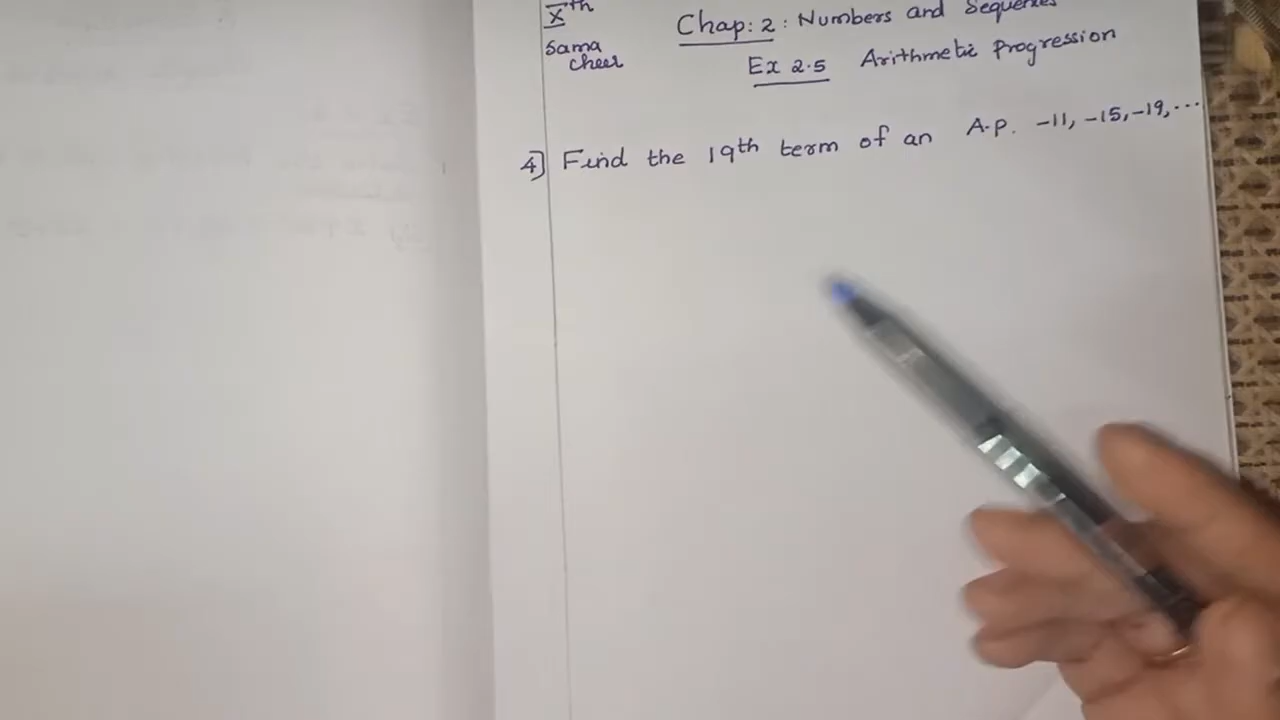 Xth
Sama
cheer
Chap: 2 : Numbers and Sequences
Ex 2.5 Arithmetic Progression
4] Find the 19th term of an A.P. -11, -15, -19, ...